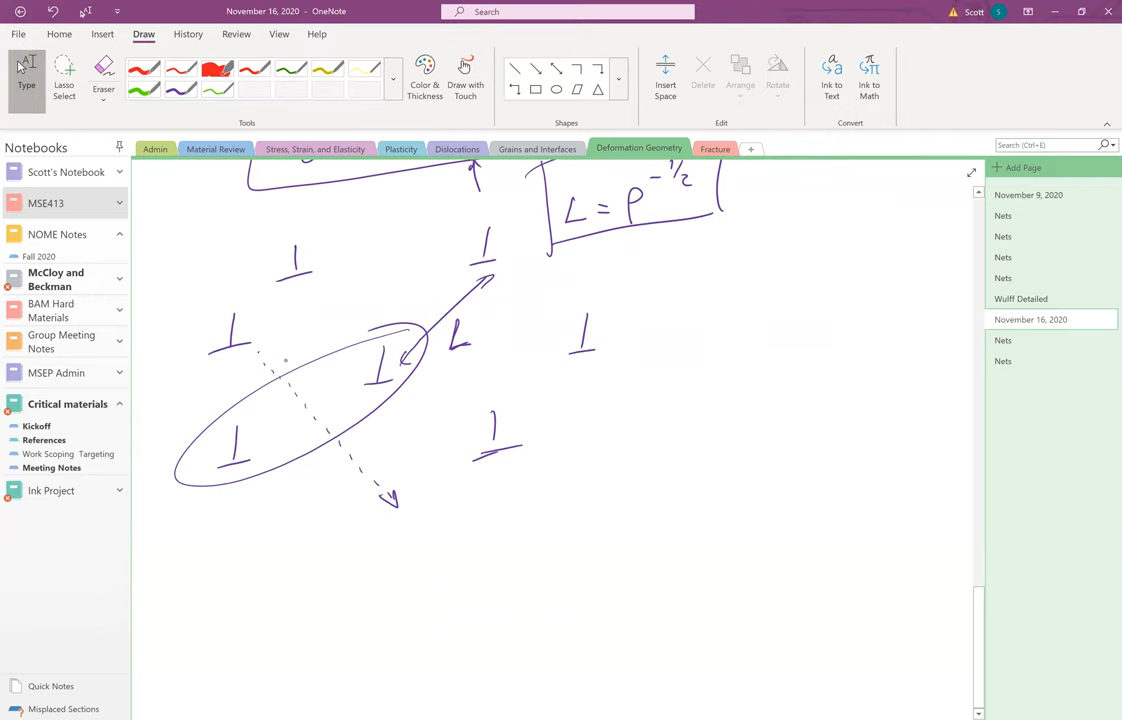 November 16, 2020 - OneNote
Search
Scott
S
File
Home
Insert
Draw
History
Review
View
Help
Type
Lasso
Select
Eraser
Color &
Thickness
Draw with
Touch
Insert
Space
Delete
Arrange
Rotate
Ink to
Text
Ink to
Math
Tools
Shapes
Edit
Convert
Notebooks
Admin
Material Review
Stress, Strain, and Elasticity
Plasticity
Dislocations
Grains and Interfaces
Deformation Geometry
Fracture
Search (Ctrl+E)
Scott's Notebook
MSE413
NOME Notes
Fall 2020
McCloy and
Beekman
BAM Hard
Materials
Group Meeting
Notes
MSEP Admin
Critical materials
Kickoff
References
Work Scoping Targeting
Meeting Notes
Ink Project
Quick Notes
Misplaced Sections
L = ρ^-1/2
L
Add Page
November 9, 2020
Nets
Nets
Nets
Nets
Wulff Detailed
November 16, 2020
Nets
Nets